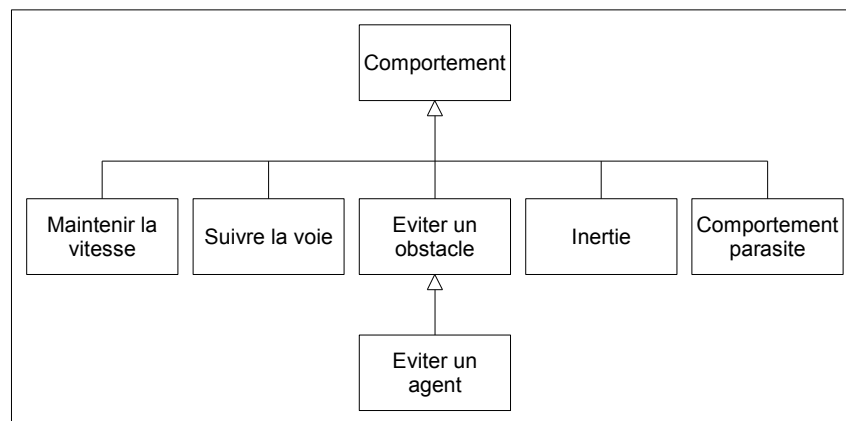 Comportement
Maintenir la
vitesse
Suivre la voie
Eviter un
obstacle
Inertie
Comportement
parasite
Eviter un
agent